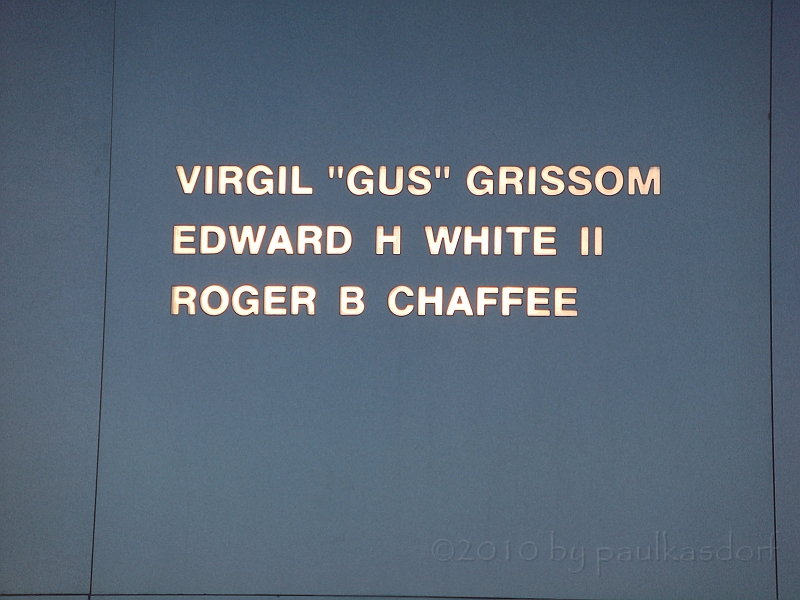 VIRGIL "GUS" GRISSOM
EDWARD H WHITE II
ROGER B CHAFFEE
©2010 by paulkasdorf